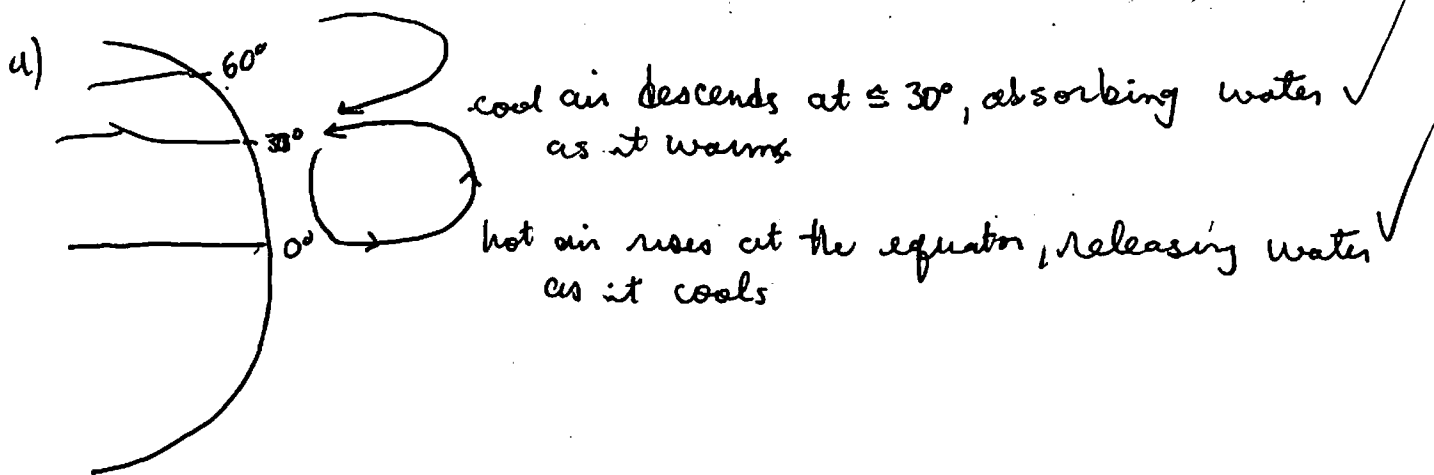 a)
60°
cool air descends at ≈ 30°, absorbing water ✓
as it warms
30°
hot air rises at the equator, releasing water ✓
0°
as it cools